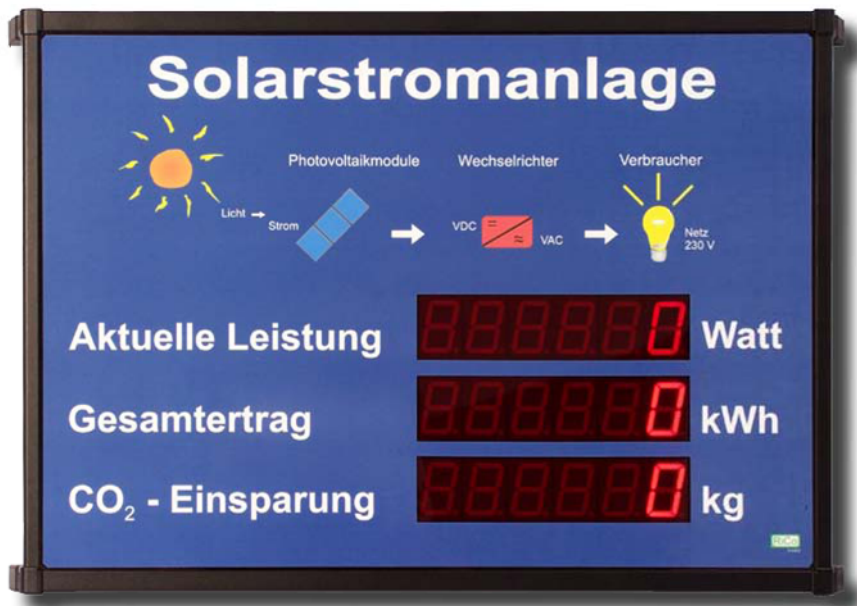 Solarstromanlage
Photovoltaikmodule Wechselrichter Verbraucher
Licht → Strom
VDC = ≈ VAC
Netz
230 V
Aktuelle Leistung 0 Watt
Gesamtertrag 0 kWh
CO₂ - Einsparung 0 kg
RiCo